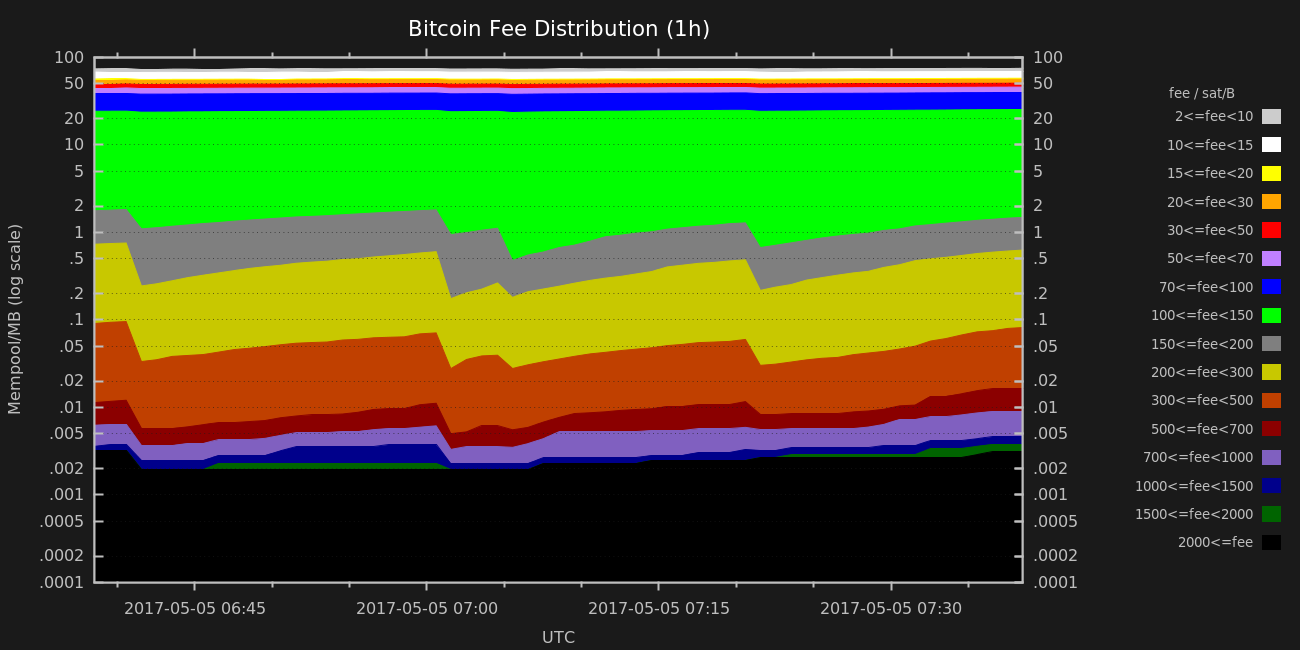 Bitcoin Fee Distribution (1h)
Mempool/MB (log scale)
100
50
20
10
5
2
1
.5
.2
.1
.05
.02
.01
.005
.002
.001
.0005
.0002
.0001
2017-05-05 06:45
2017-05-05 07:00
2017-05-05 07:15
2017-05-05 07:30
UTC
100
50
20
10
5
2
1
.5
.2
.1
.05
.02
.01
.005
.002
.001
.0005
.0002
.0001
fee / sat/B
2<=fee<10
10<=fee<15
15<=fee<20
20<=fee<30
30<=fee<50
50<=fee<70
70<=fee<100
100<=fee<150
150<=fee<200
200<=fee<300
300<=fee<500
500<=fee<700
700<=fee<1000
1000<=fee<1500
1500<=fee<2000
2000<=fee